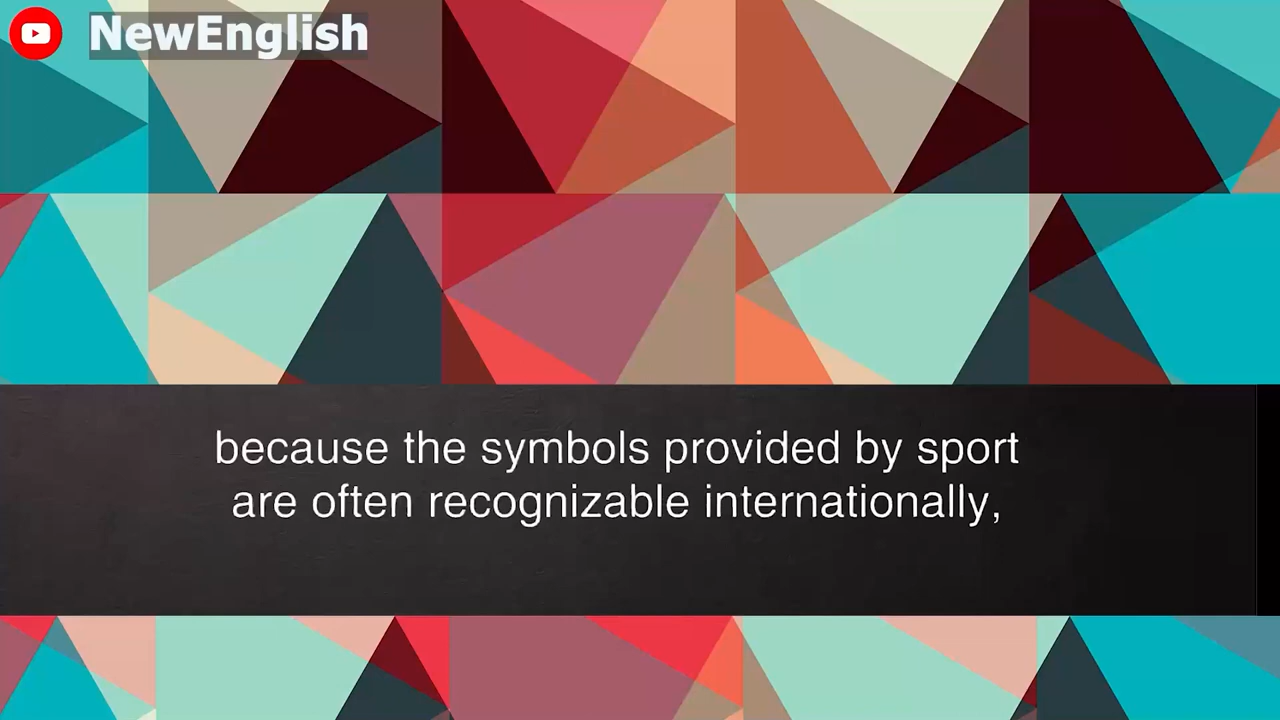 NewEnglish
because the symbols provided by sport
are often recognizable internationally,